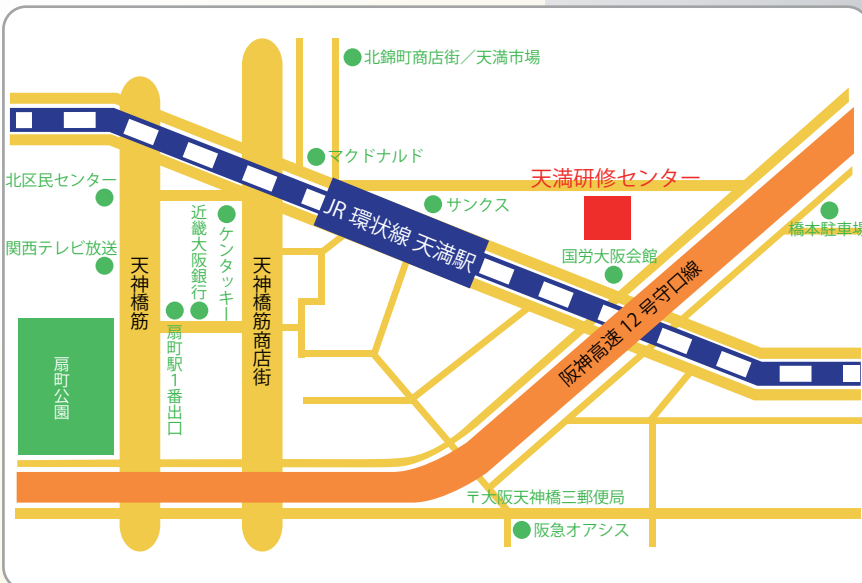 北錦町商店街／天満市場
マクドナルド
天満研修センター
北区民センター
サンクス
JR 環状線 天満駅
橋本駐車場
関西テレビ放送
近畿大阪銀行
ケンタッキー
国労大阪会館
天神橋筋
天神橋筋商店街
阪神高速 12 号守口線
扇町公園
扇町駅1番出口
〒大阪天神橋三郵便局
阪急オアシス